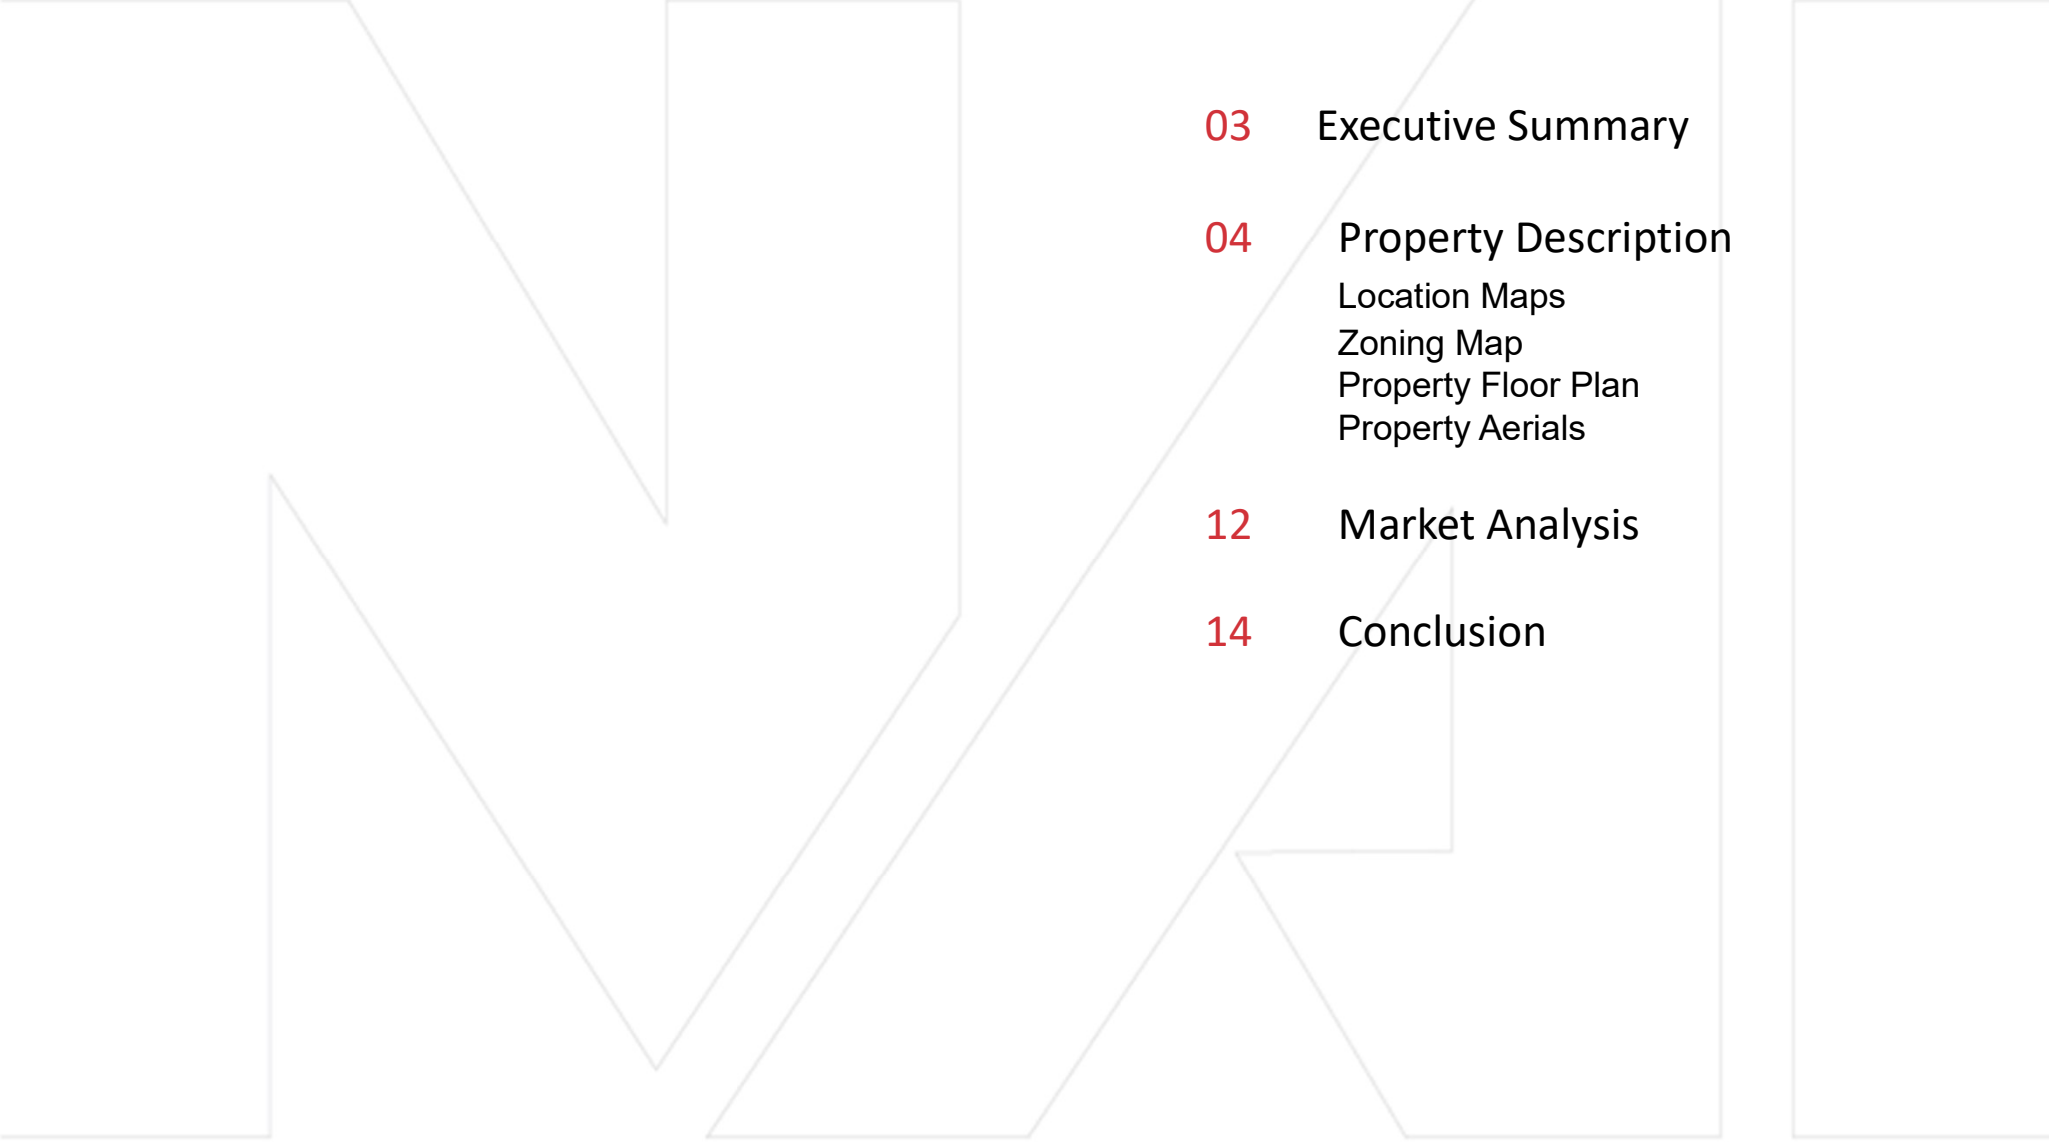 03 Executive Summary
04 Property Description
Location Maps
Zoning Map
Property Floor Plan
Property Aerials
12 Market Analysis
14 Conclusion